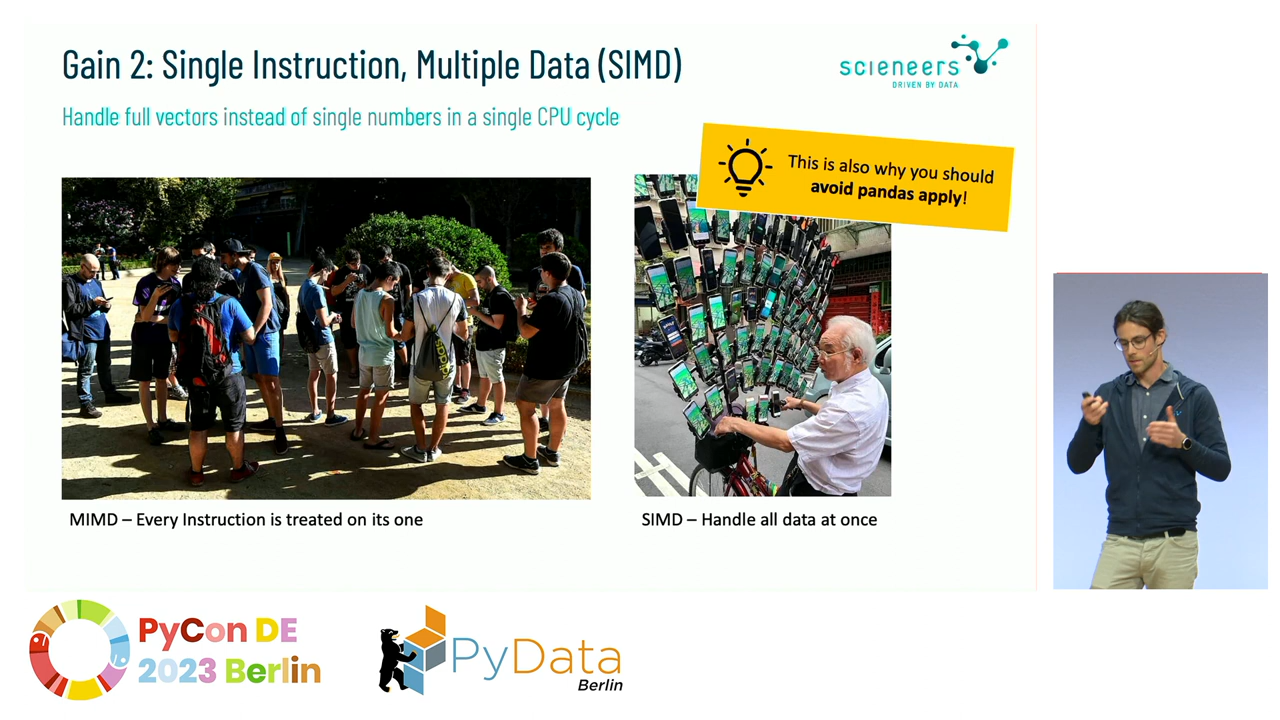 Gain 2: Single Instruction, Multiple Data (SIMD)
scieneers
DRIVEN BY DATA
Handle full vectors instead of single numbers in a single CPU cycle
This is also why you should
avoid pandas apply!
MIMD – Every Instruction is treated on its one
SIMD – Handle all data at once
PyCon DE
2023 Berlin
PyData
Berlin